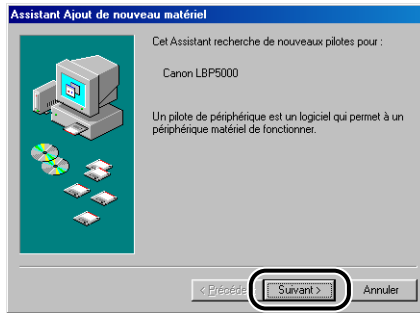 Assistant Ajout de nouveau matériel
Cet Assistant recherche de nouveaux pilotes pour :
Canon LBP5000
Un pilote de périphérique est un logiciel qui permet à un
périphérique matériel de fonctionner.
Suivant > Annuler